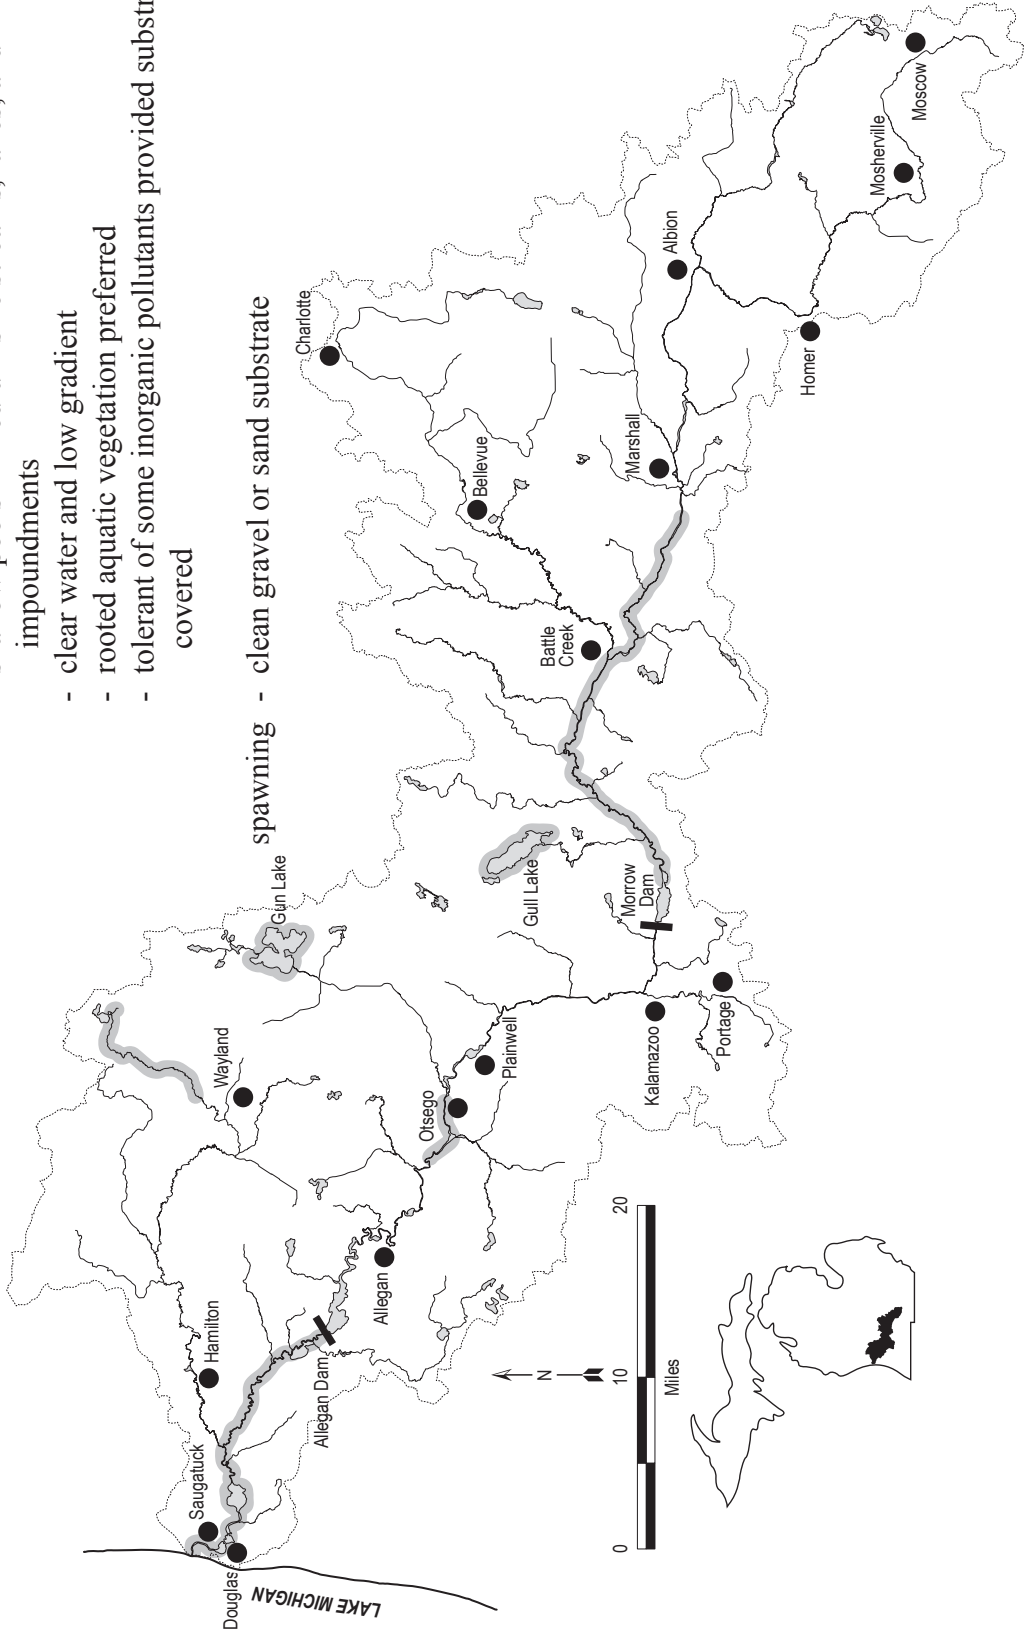 impoundments
- clear water and low gradient
- rooted aquatic vegetation preferred
- tolerant of some inorganic pollutants provided
covered
spawning - clean gravel or sand substrate
Charlotte
Bellevue
Battle
Creek
Marshall
Albion
Homer
Mosherville
Moscow
Gun Lake
Gull Lake
Morrow
Dam
Wayland
Otsego
Plainwell
Kalamazoo
Portage
Hamilton
Allegan
Allegan Dam
Saugatuck
Douglas
LAKE MICHIGAN
N
0
10
20
Miles